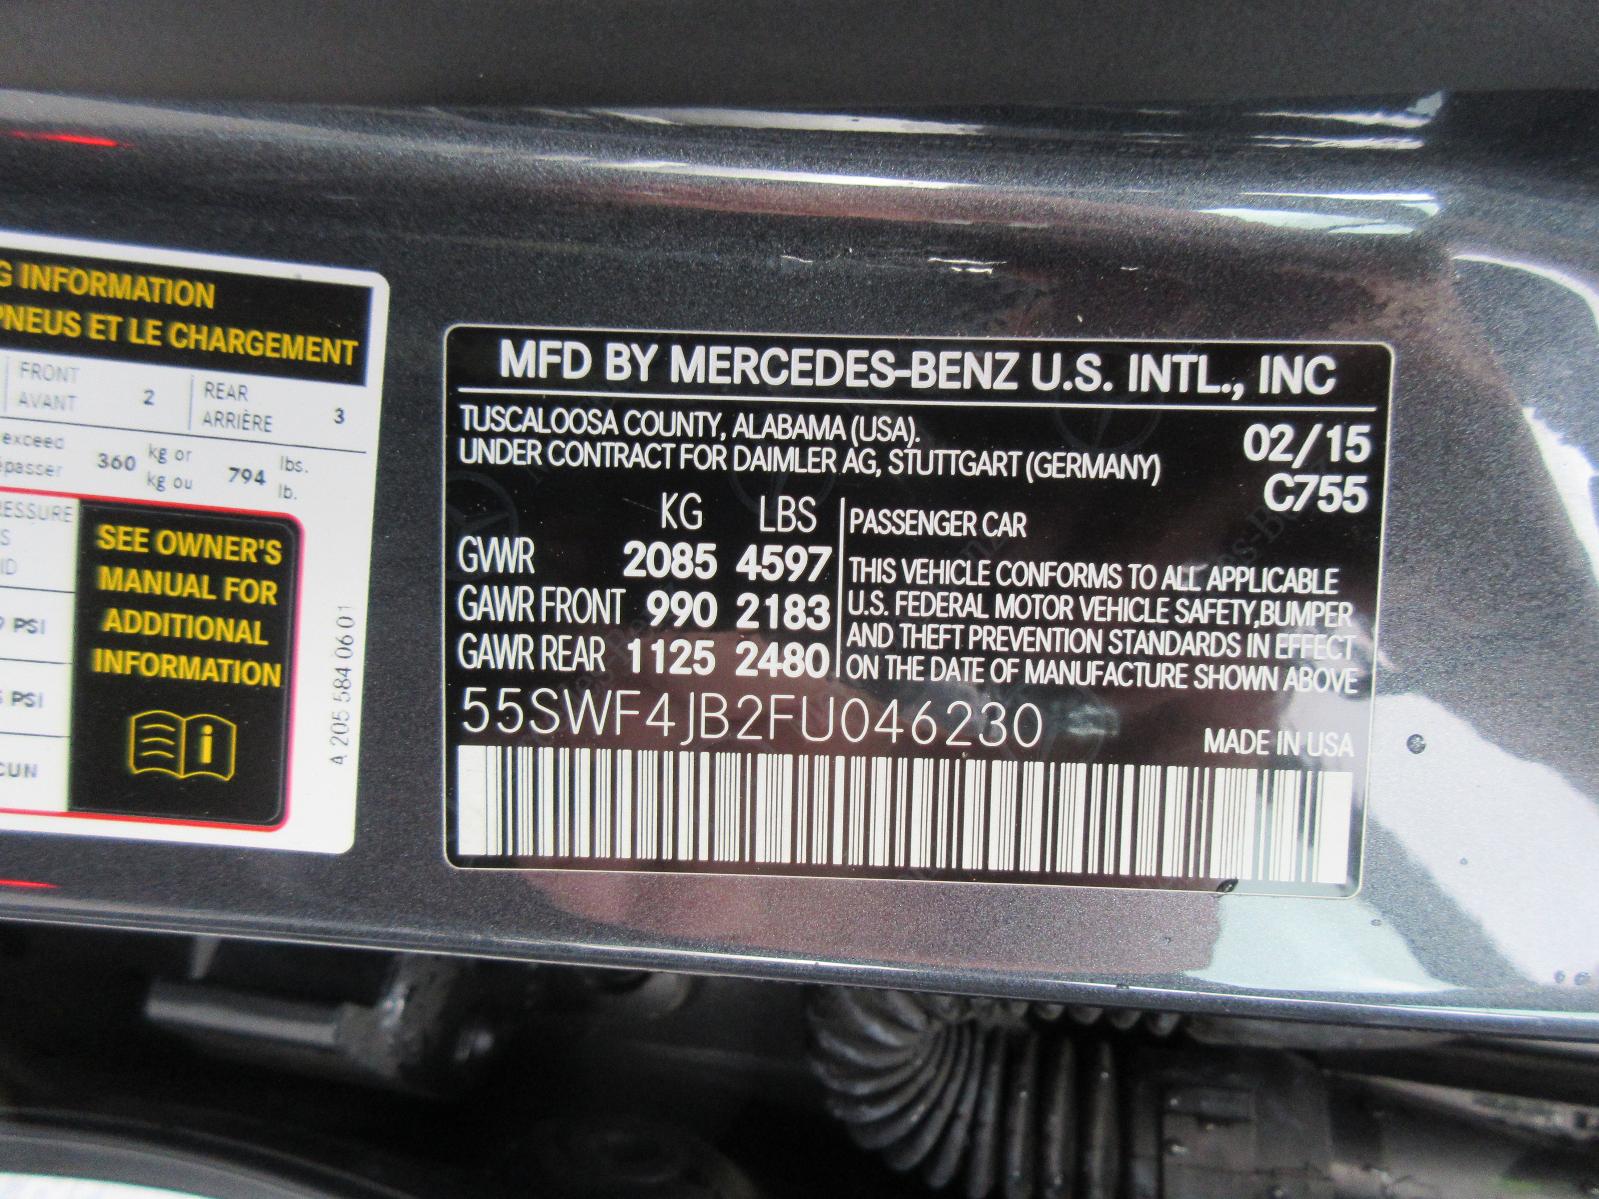 G INFORMATION
PNEUS ET LE CHARGEMENT
FRONT
AVANT
2
REAR
ARRIÈRE
3
exceed
épasser
360
kg or
kg ou
794
lbs.
lb.
RESSURE
S
ID
SEE OWNER'S
MANUAL FOR
ADDITIONAL
INFORMATION
i
PSI
PSI
CUN
A 205 584 06 01
MFD BY MERCEDES-BENZ U.S. INTL., INC
TUSCALOOSA COUNTY, ALABAMA (USA).
UNDER CONTRACT FOR DAIMLER AG, STUTTGART (GERMANY)
02/15
C755
KG LBS
GVWR 2085 4597
GAWR FRONT 990 2183
GAWR REAR 1125 2480
PASSENGER CAR
THIS VEHICLE CONFORMS TO ALL APPLICABLE
U.S. FEDERAL MOTOR VEHICLE SAFETY,BUMPER
AND THEFT PREVENTION STANDARDS IN EFFECT
ON THE DATE OF MANUFACTURE SHOWN ABOVE
55SWF4JB2FU046230
MADE IN USA